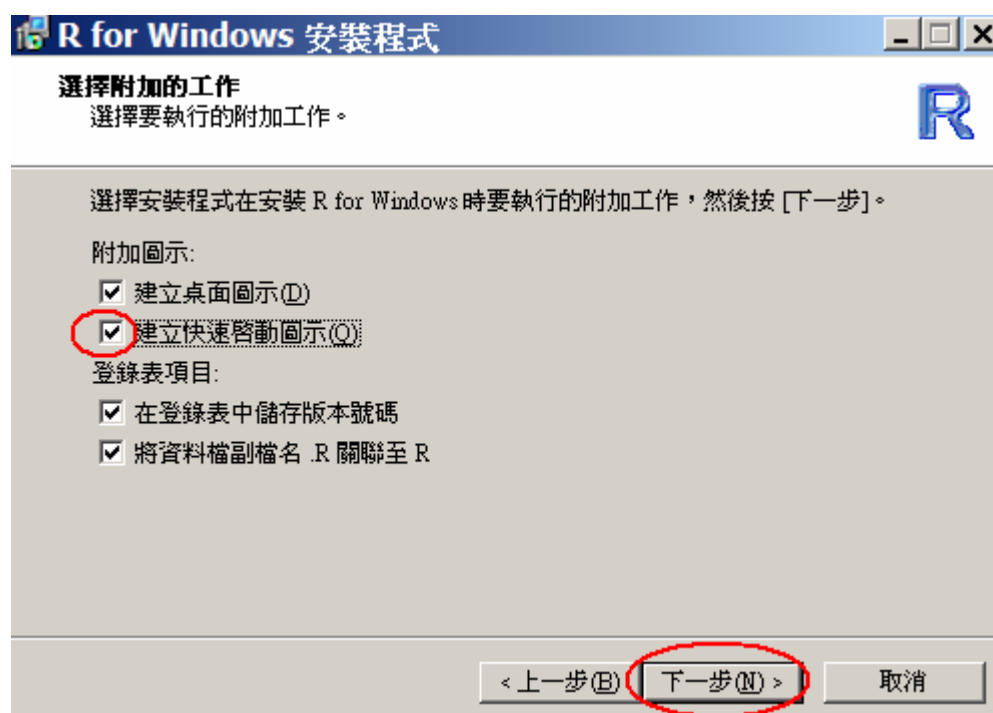 R for Windows 安裝程式
選擇附加的工作
選擇要執行的附加工作。
R
選擇安裝程式在安裝 R for Windows 時要執行的附加工作，然後按 [下一步]。
附加圖示:
建立桌面圖示(D)
建立快速啓動圖示(Q)
登錄表項目:
在登錄表中儲存版本號碼
將資料檔副檔名 .R 關聯至 R
<上一步(B) 下一步(N) > 取消